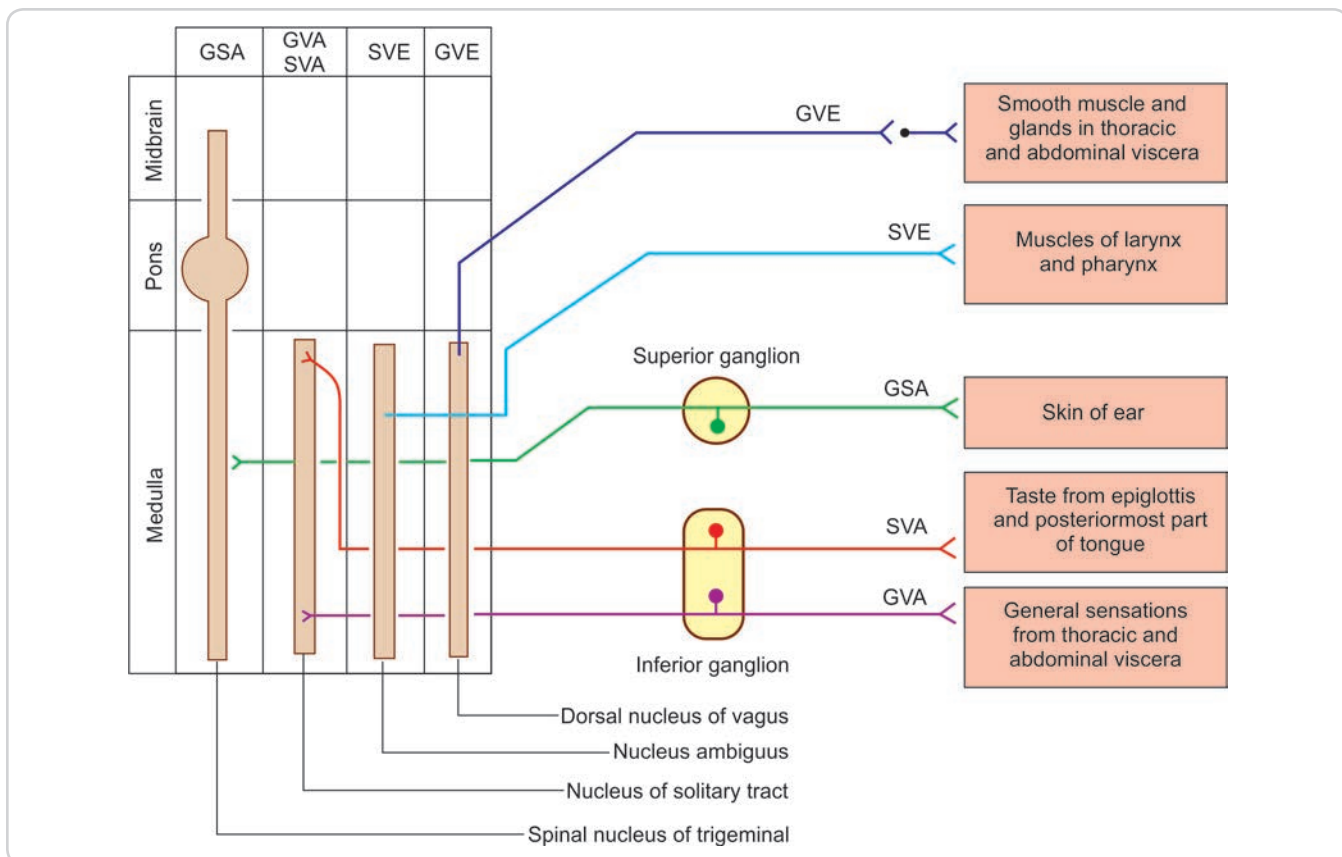 GSA
GVA
SVA
SVE
GVE
Midbrain
Pons
Medulla
GVE
Smooth muscle and
glands in thoracic
and abdominal viscera
SVE
Muscles of larynx
and pharynx
Superior ganglion
GSA
Skin of ear
SVA
Taste from epiglottis
and posteriormost part
of tongue
GVA
General sensations
from thoracic and
abdominal viscera
Inferior ganglion
Dorsal nucleus of vagus
Nucleus ambiguus
Nucleus of solitary tract
Spinal nucleus of trigeminal